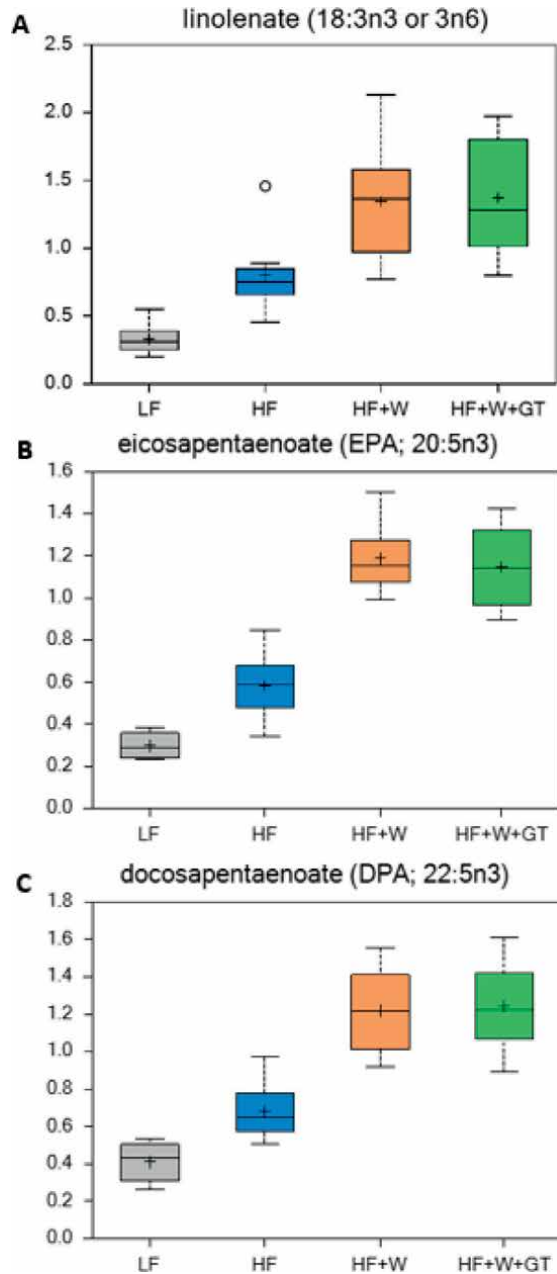 A
linolenate (18:3n3 or 3n6)
2.5
2.0
1.5
1.0
0.5
0.0
LF HF HF+W HF+W+GT
B
eicosapentaenoate (EPA; 20:5n3)
1.6
1.4
1.2
1.0
0.8
0.6
0.4
0.2
0.0
LF HF HF+W HF+W+GT
C
docosapentaenoate (DPA; 22:5n3)
1.8
1.6
1.4
1.2
1.0
0.8
0.6
0.4
0.2
0.0
LF HF HF+W HF+W+GT